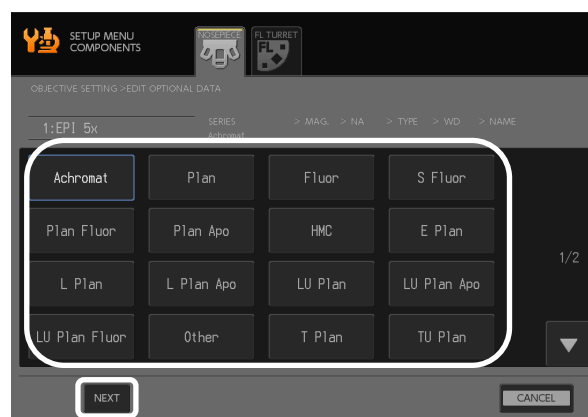 SETUP MENU
COMPONENTS
NOSEPIECE
FL TURRET
FL
OBJECTIVE SETTING >EDIT OPTIONAL DATA
1:EPI 5x
SERIES > MAG. > NA > TYPE > WD > NAME
Achromat
Achromat Plan Fluor S Fluor
Plan Fluor Plan Apo HMC E Plan
1/2
L Plan L Plan Apo LU Plan LU Plan Apo
LU Plan Fluor Other T Plan TU Plan
NEXT
CANCEL